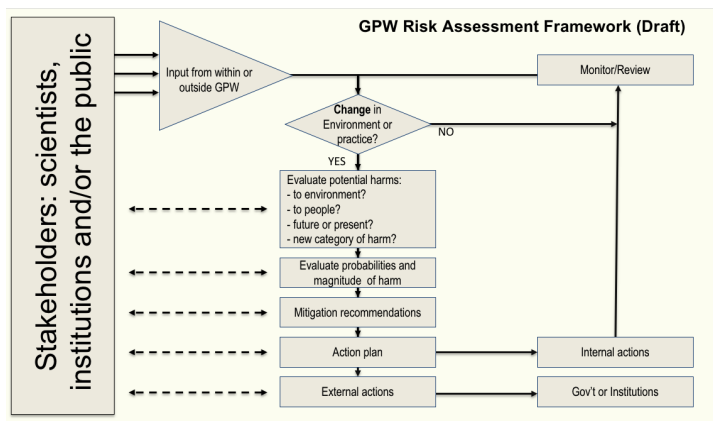 GPW Risk Assessment Framework (Draft)
Stakeholders: scientists,
institutions and/or the public
Input from within or
outside GPW
Monitor/Review
Change in
Environment or
practice?
NO
YES
Evaluate potential harms:
- to environment?
- to people?
- future or present?
- new category of harm?
Evaluate probabilities and
magnitude of harm
Mitigation recommendations
Action plan
Internal actions
External actions
Gov't or Institutions